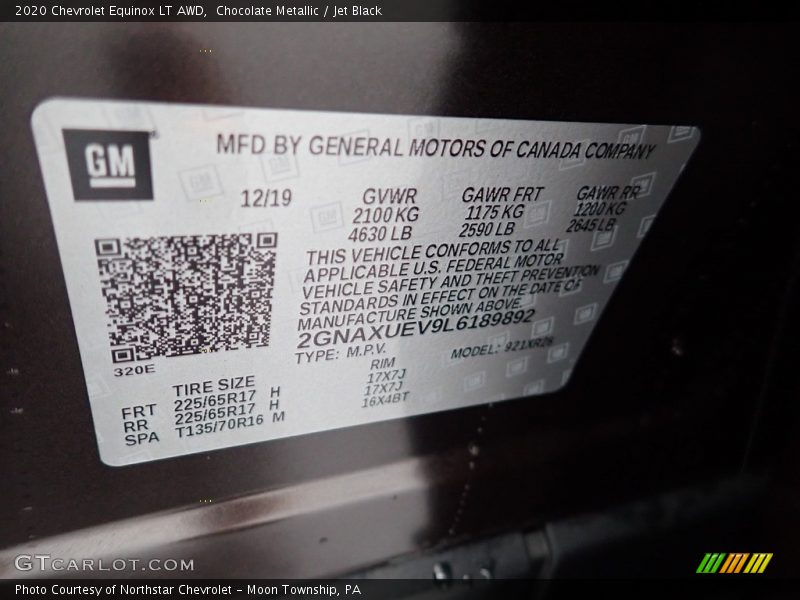 2020 Chevrolet Equinox LT AWD,  Chocolate Metallic / Jet Black
GM
MFD BY GENERAL MOTORS OF CANADA COMPANY
12/19
GVWR
2100 KG
4630 LB
GAWR FRT
1175 KG
2590 LB
GAWR RR
1200 KG
2645 LB
THIS VEHICLE CONFORMS TO ALL
APPLICABLE U.S. FEDERAL MOTOR
VEHICLE SAFETY AND THEFT PREVENTION
STANDARDS IN EFFECT ON THE DATE OF
MANUFACTURE SHOWN ABOVE.
2GNAXUEV9L6189892
TYPE: M.P.V.
MODEL: 921XR26
320E
TIRE SIZE
RIM
FRT 225/65R17 H 17X7J
RR 225/65R17 H 17X7J
SPA T135/70R16 M 16X4BT
GTCARLOT.COM
Photo Courtesy of Northstar Chevrolet – Moon Township, PA